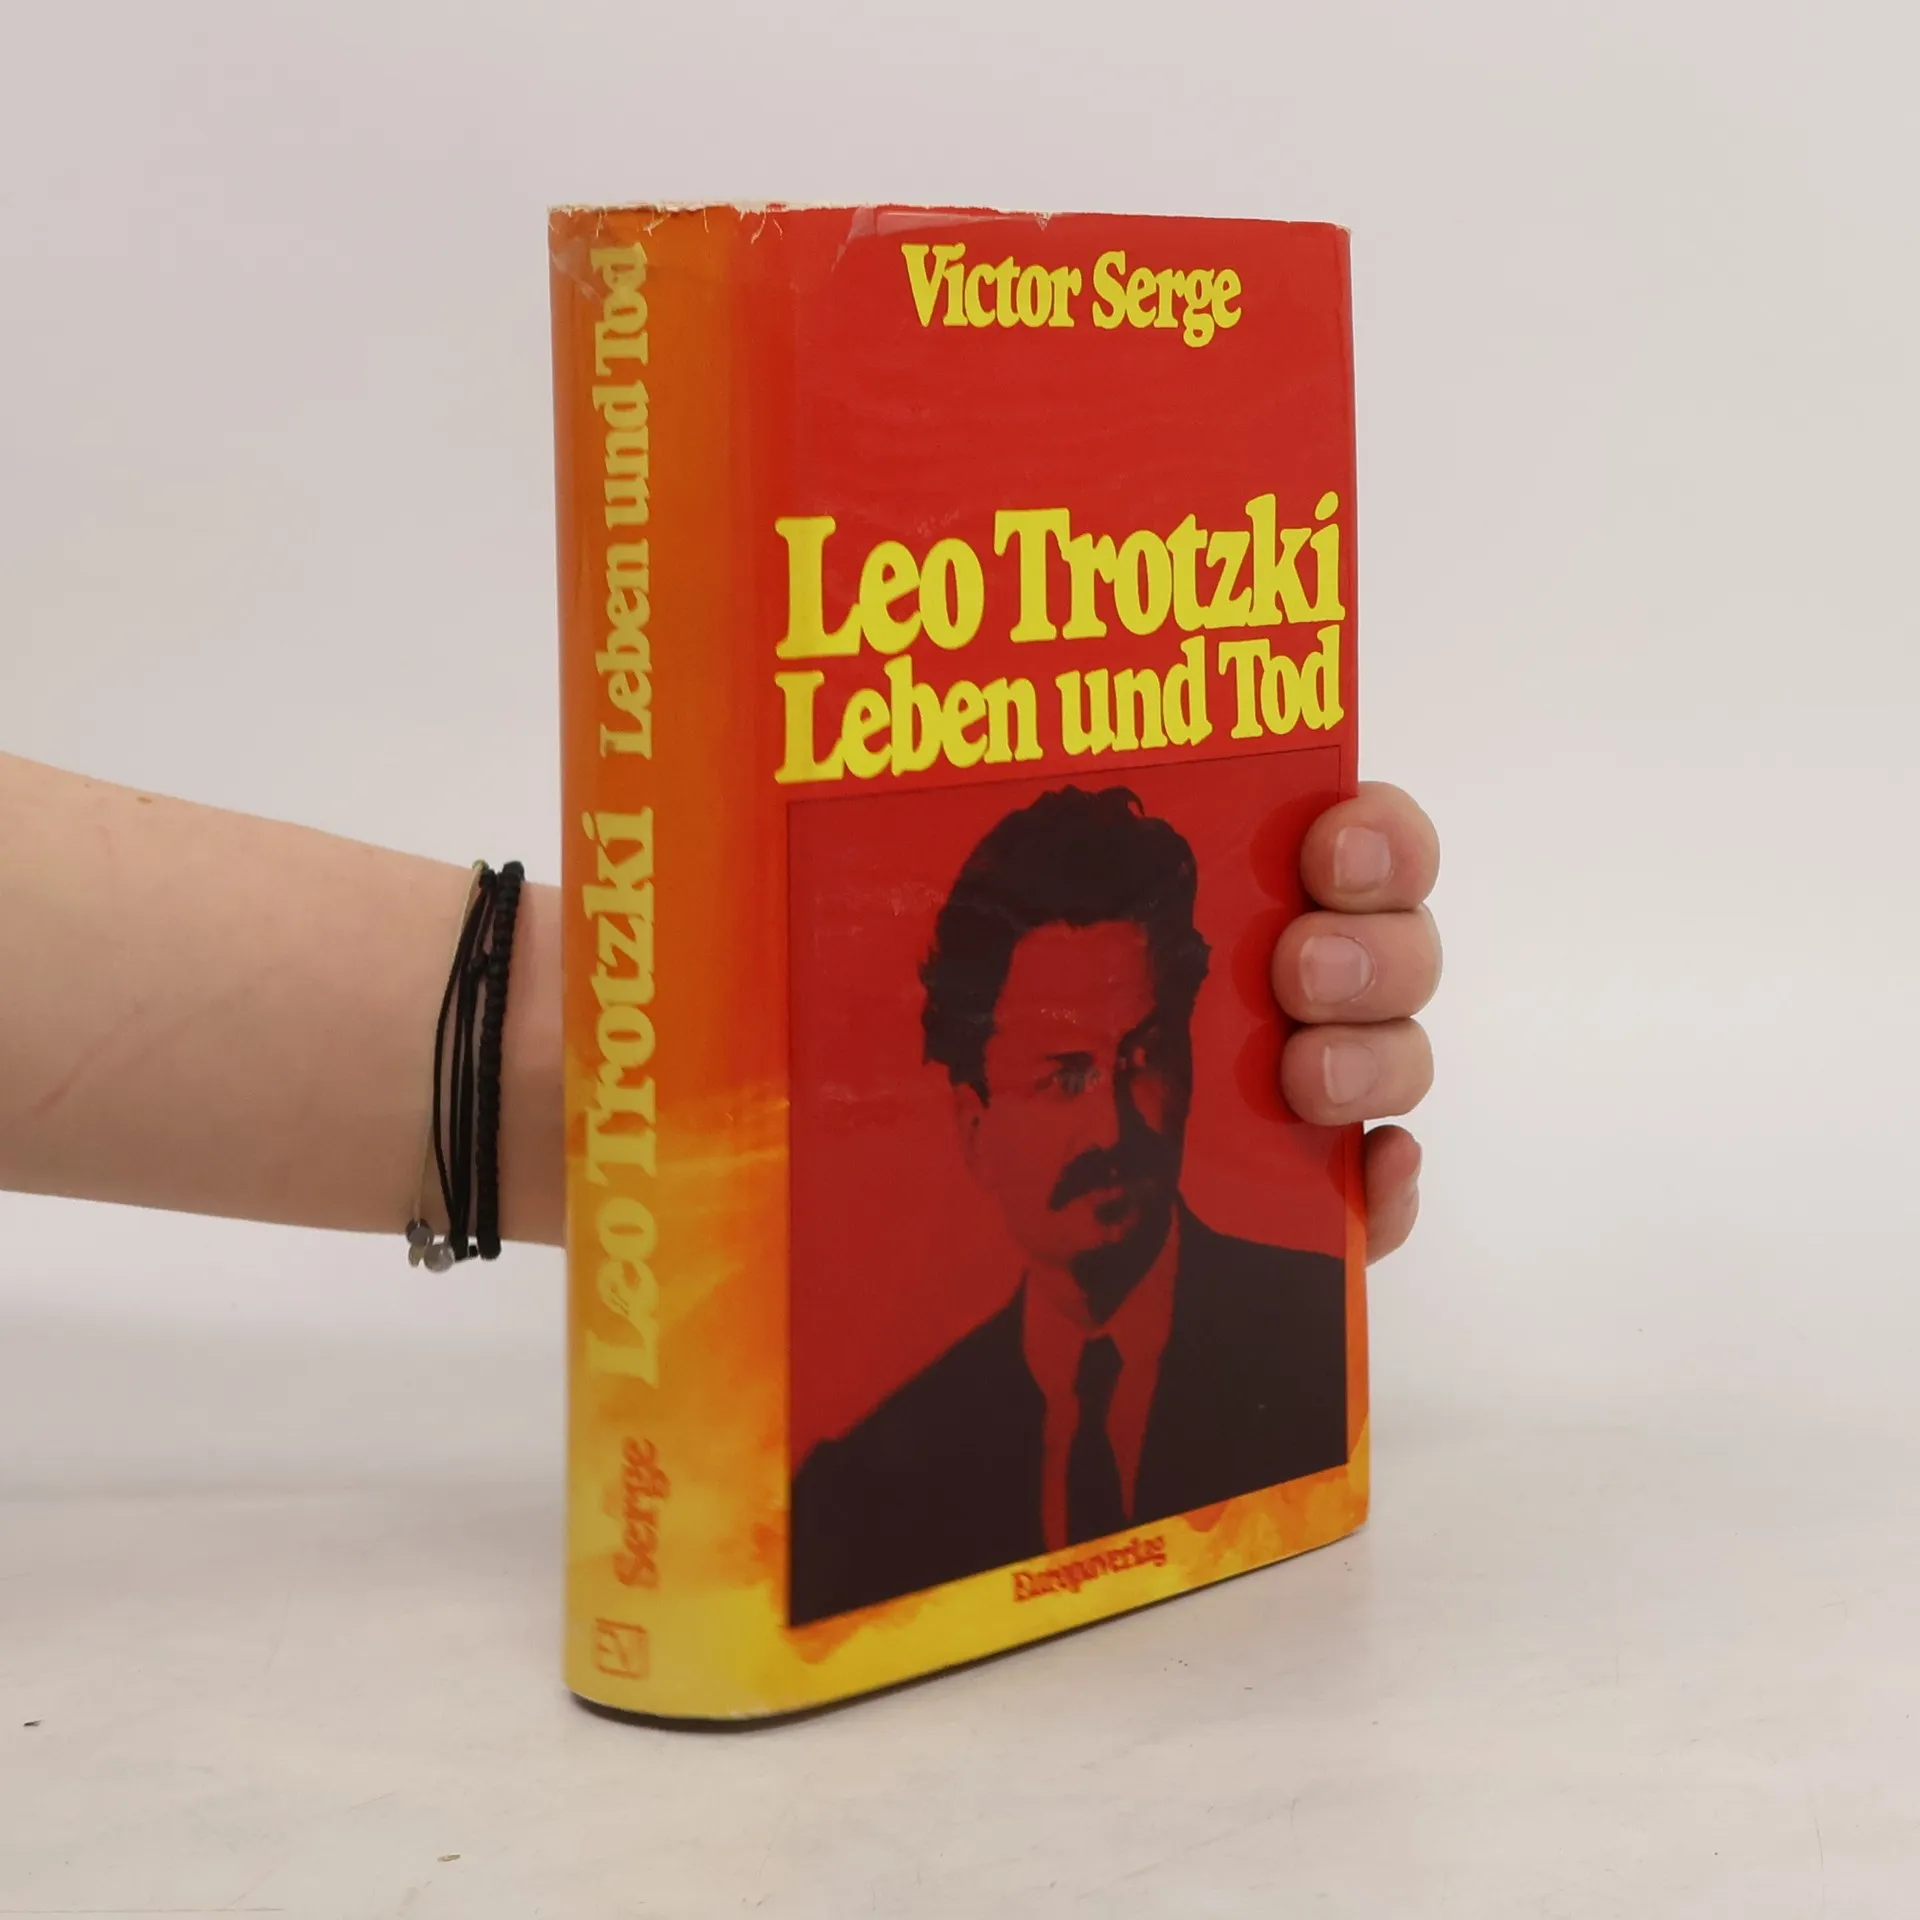 Victor Serge
Leo Trotzki
Leben und Tod
Europaverlag
Serge Leo Trotzki Leben und Tod